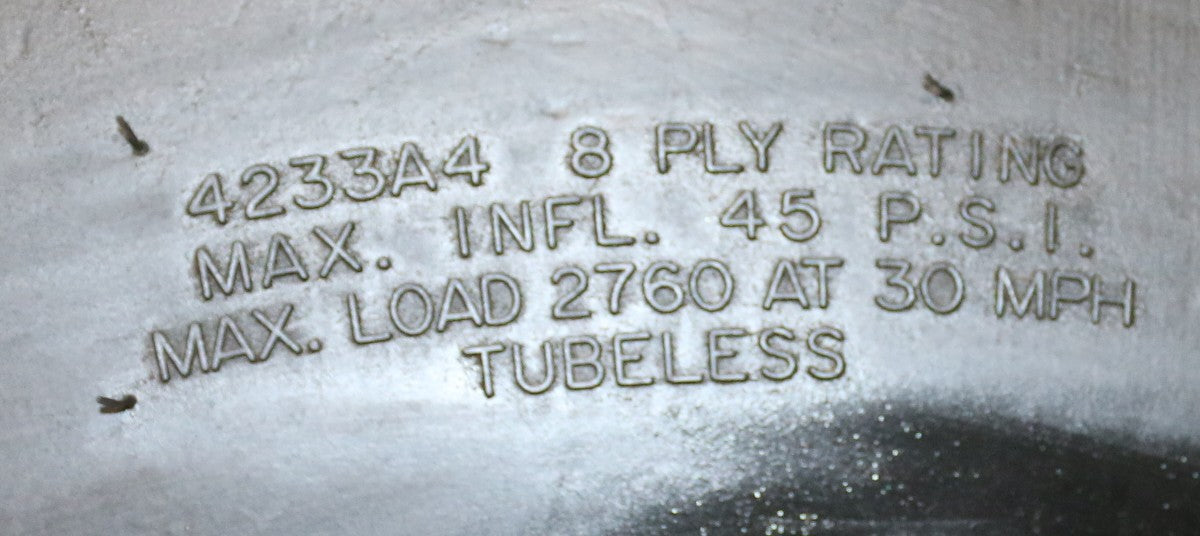 4233A4 8 PLY RATING
MAX. INFL. 45 P.S.I.
MAX. LOAD 2760 AT 30 MPH
TUBELESS